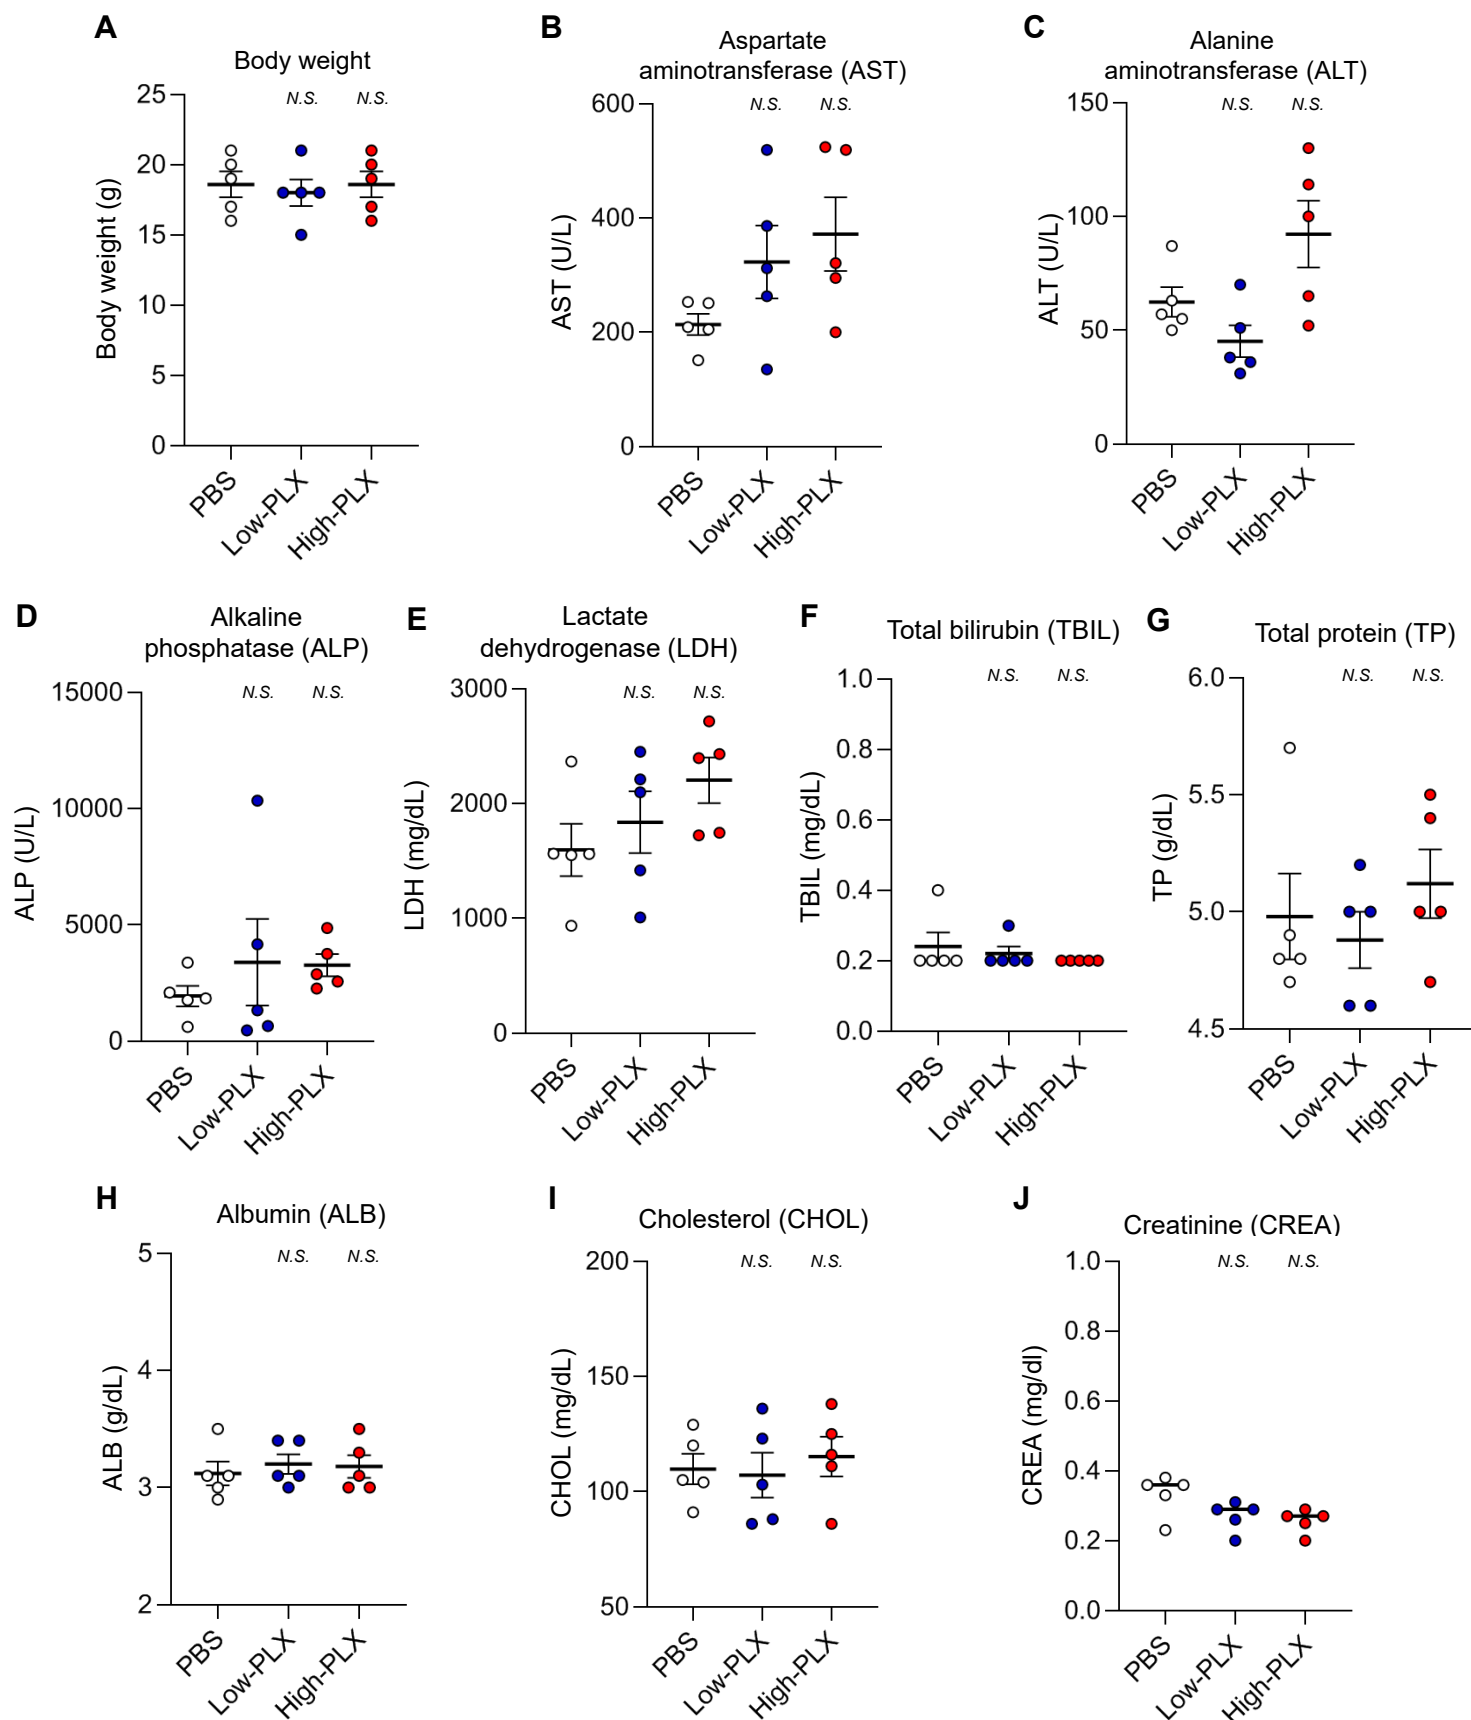 A
Body weight
N.S. N.S.
Body weight (g)
25
20
15
10
5
0
PBS
Low-PLX
High-PLX
B
Aspartate
aminotransferase (AST)
N.S. N.S.
AST (U/L)
600
400
200
0
PBS
Low-PLX
High-PLX
C
Alanine
aminotransferase (ALT)
N.S. N.S.
ALT (U/L)
150
100
50
0
PBS
Low-PLX
High-PLX
D
Alkaline
phosphatase (ALP)
N.S. N.S.
ALP (U/L)
15000
10000
5000
0
PBS
Low-PLX
High-PLX
E
Lactate
dehydrogenase (LDH)
N.S. N.S.
LDH (mg/dL)
3000
2000
1000
0
PBS
Low-PLX
High-PLX
F
Total bilirubin (TBIL)
N.S. N.S.
TBIL (mg/dL)
1.0
0.8
0.6
0.4
0.2
0.0
PBS
Low-PLX
High-PLX
G
Total protein (TP)
N.S. N.S.
TP (g/dL)
6.0
5.5
5.0
4.5
PBS
Low-PLX
High-PLX
H
Albumin (ALB)
N.S. N.S.
ALB (g/dL)
5
4
3
2
PBS
Low-PLX
High-PLX
I
Cholesterol (CHOL)
N.S. N.S.
CHOL (mg/dL)
200
150
100
50
PBS
Low-PLX
High-PLX
J
Creatinine (CREA)
N.S. N.S.
CREA (mg/dl)
1.0
0.8
0.6
0.4
0.2
0.0
PBS
Low-PLX
High-PLX